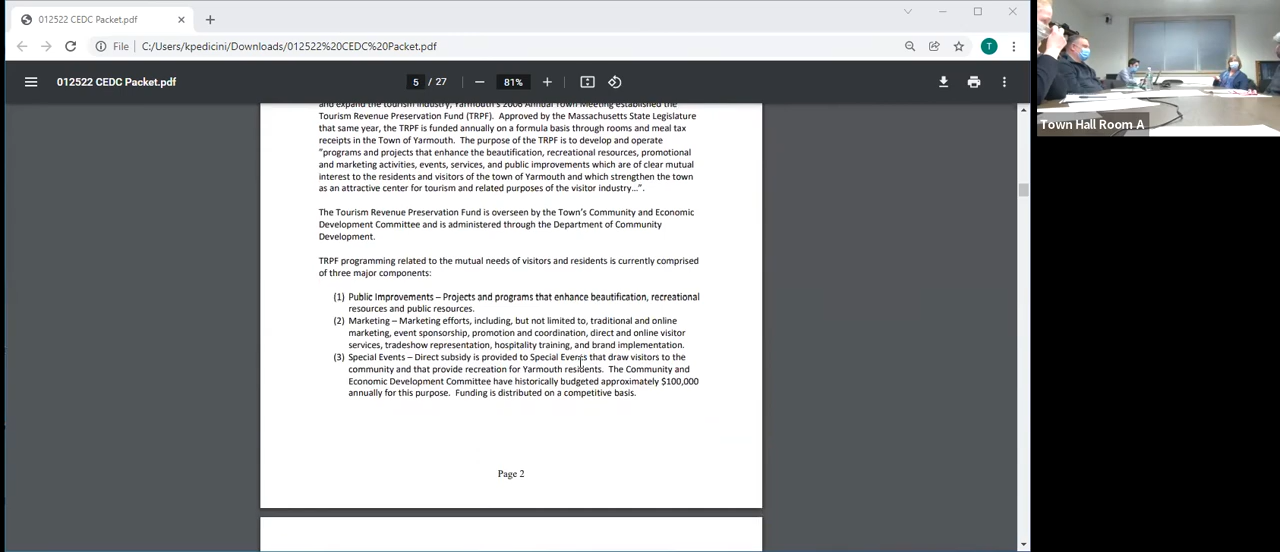 012522 CEDC Packet.pdf
File
C:/Users/kpedicini/Downloads/012522%20CEDC%20Packet.pdf
T
012522 CEDC Packet.pdf
5 / 27
81%
and expand the tourism industry, Yarmouth's 2006 Annual Town Meeting established the
Tourism Revenue Preservation Fund (TRPF). Approved by the Massachusetts State Legislature
that same year, the TRPF is funded annually on a formula basis through rooms and meal tax
receipts in the Town of Yarmouth. The purpose of the TRPF is to develop and operate
"programs and projects that enhance the beautification, recreational resources, promotional
and marketing activities, events, services, and public improvements which are of clear mutual
interest to the residents and visitors of the town of Yarmouth and which strengthen the town
as an attractive center for tourism and related purposes of the visitor industry…".
The Tourism Revenue Preservation Fund is overseen by the Town's Community and Economic
Development Committee and is administered through the Department of Community
Development.
TRPF programming related to the mutual needs of visitors and residents is currently comprised
of three major components:
(1) Public Improvements – Projects and programs that enhance beautification, recreational
resources and public resources.
(2) Marketing – Marketing efforts, including, but not limited to, traditional and online
marketing, event sponsorship, promotion and coordination, direct and online visitor
services, tradeshow representation, hospitality training, and brand implementation.
(3) Special Events – Direct subsidy is provided to Special Events that draw visitors to the
community and that provide recreation for Yarmouth residents. The Community and
Economic Development Committee have historically budgeted approximately $100,000
annually for this purpose. Funding is distributed on a competitive basis.
Page 2
Town Hall Room A